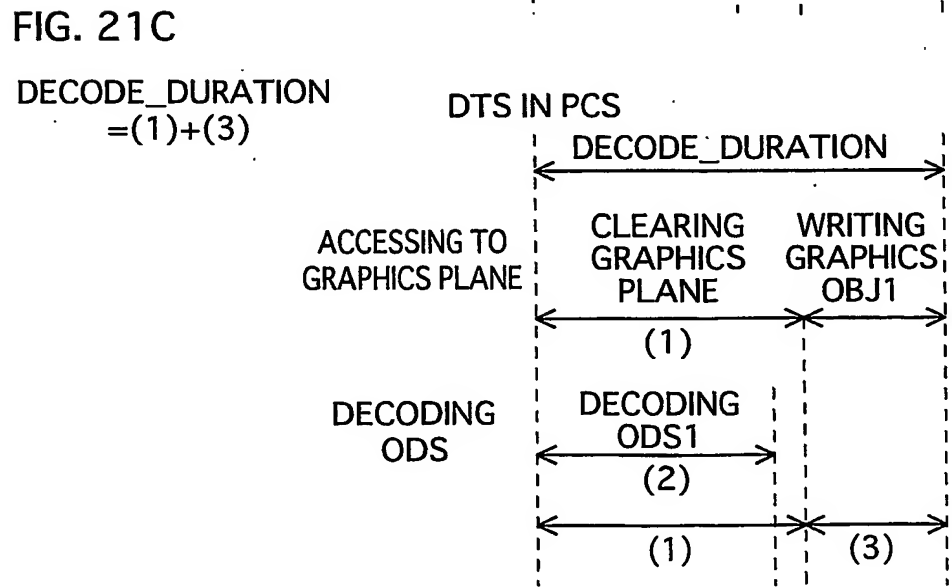 FIG. 21C
DECODE_DURATION
=(1)+(3)
DTS IN PCS
DECODE_DURATION
ACCESSING TO
GRAPHICS PLANE
CLEARING
GRAPHICS
PLANE
WRITING
GRAPHICS
OBJ1
(1)
DECODING
ODS
DECODING
ODS1
(2)
(1)
(3)